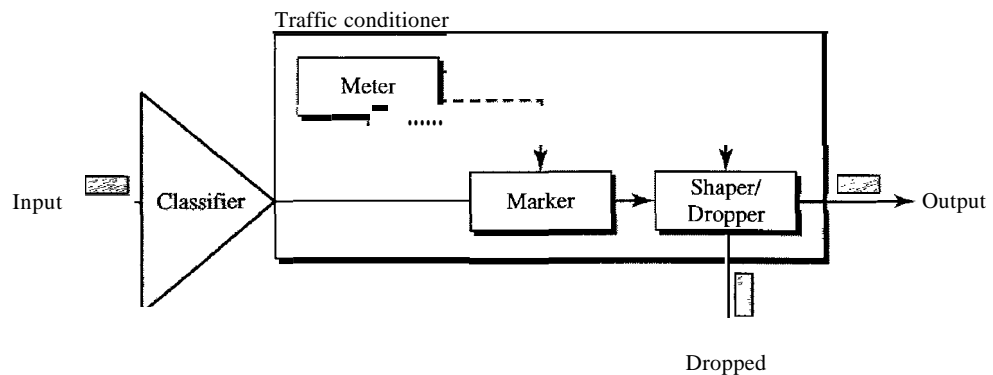 Traffic conditioner
Meter
Input
Classifier
Marker
Shaper/
Dropper
Output
Dropped